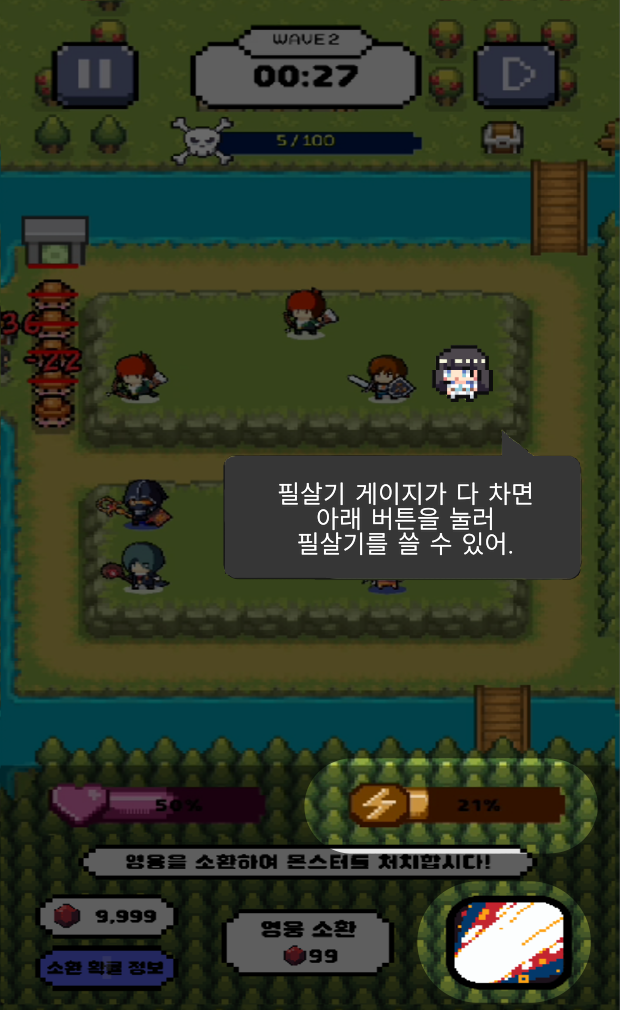 WAVE2
00:27
5/100
36
-22
필살기 게이지가 다 차면
아래 버튼을 눌러
필살기를 쓸 수 있어.
50%
21%
영웅을 소환하여 몬스터를 처치합시다!
9,999
영웅 소환
99
소환 확률 정보